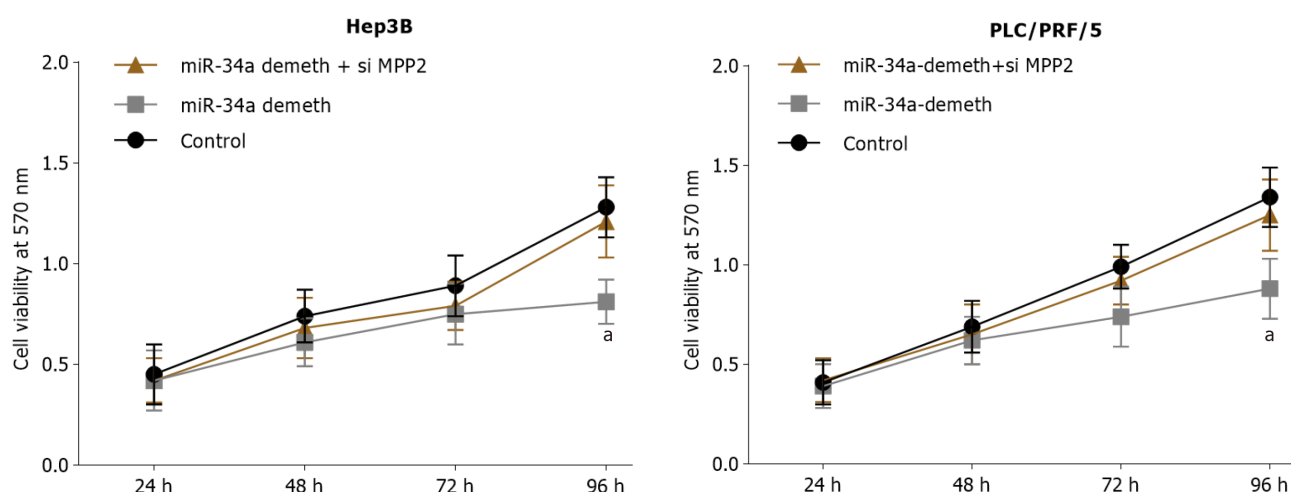 Hep3B
2.0
miR-34a demeth + si MPP2
miR-34a demeth
Control
1.5
1.0
0.5
0.0
Cell viability at 570 nm
a
24 h 48 h 72 h 96 h
PLC/PRF/5
2.0
miR-34a-demeth+si MPP2
miR-34a-demeth
Control
1.5
1.0
0.5
0.0
Cell viability at 570 nm
a
24 h 48 h 72 h 96 h